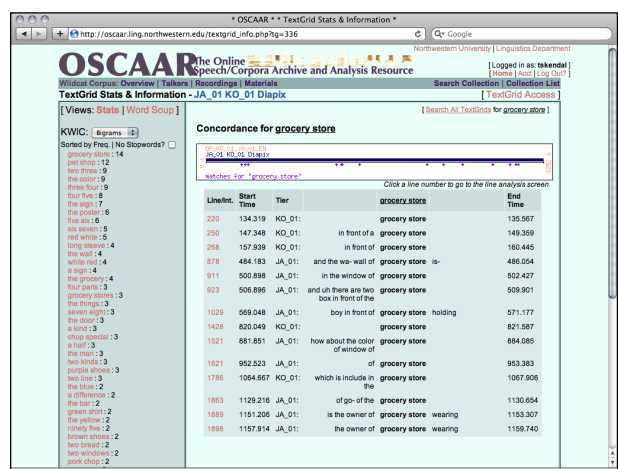 * OSCAAR * * TextGrid Stats & Information *
http://oscaar.ling.northwestern.edu/textgrid_info.php?tg=336
Google
Northwestern University | Linguistics Department
OSCAAR
The Online
Speech/Corpora Archive and Analysis Resource
[Logged in as: tskendal]
[ Home | Acct | Log Out? ]
Wildcat Corpus: Overview | Talkers | Recordings | Materials
Search Collection | Collection List
TextGrid Stats & Information - JA_01 KO_01 Diapix
[ TextGrid Access ]
[ Views: Stats | Word Soup ]
[ Search All TextGrids for grocery store ]
KWIC: Bigrams
Sorted by Freq. | No Stopwords?
grocery store : 14
pet shop : 12
two three : 9
the color : 9
three four : 9
four five : 8
the sign : 7
the poster : 6
five six : 6
six seven : 5
red white : 5
long sleeve : 4
the wall : 4
white red : 4
a sign : 4
the grocery : 4
four parts : 3
grocery stores : 3
the things : 3
seven eight : 3
the door : 3
a kind : 3
chop special : 3
a half : 3
the man : 3
two kinds : 3
purple shoes : 3
two line : 3
the blue : 2
a difference : 2
the bar : 2
green shirt : 2
the yellow : 2
ninety five : 2
brown shoes : 2
two bread : 2
two windows : 2
pork chop : 2
Concordance for grocery store
DP_KO_01_JA_01_EN
JA_01 KO_01 Diapix
matches for "grocery store"
Click a line number to go to the line analysis screen
Line/Int. Start Time Tier grocery store End Time
220 134.319 KO_01: grocery store 135.567
250 147.348 KO_01: in front of a grocery store 149.359
268 157.939 KO_01: in front of grocery store 160.445
878 484.183 JA_01: and the wa- wall of grocery store is- 486.054
911 500.898 JA_01: in the window of grocery store 502.427
923 506.896 JA_01: and uh there are two box in front of the grocery store 509.901
1029 569.048 JA_01: boy in front of grocery store holding 571.177
1428 820.049 KO_01: grocery store 821.587
1521 881.851 JA_01: how about the color of window of grocery store 884.085
1621 952.523 JA_01: of grocery store 953.383
1786 1064.667 KO_01: which is include in the grocery store 1067.906
1863 1129.216 JA_01: of go- of the grocery store 1130.654
1889 1151.206 JA_01: is the owner of grocery store wearing 1153.307
1898 1157.914 JA_01: the owner of grocery store wearing 1159.740